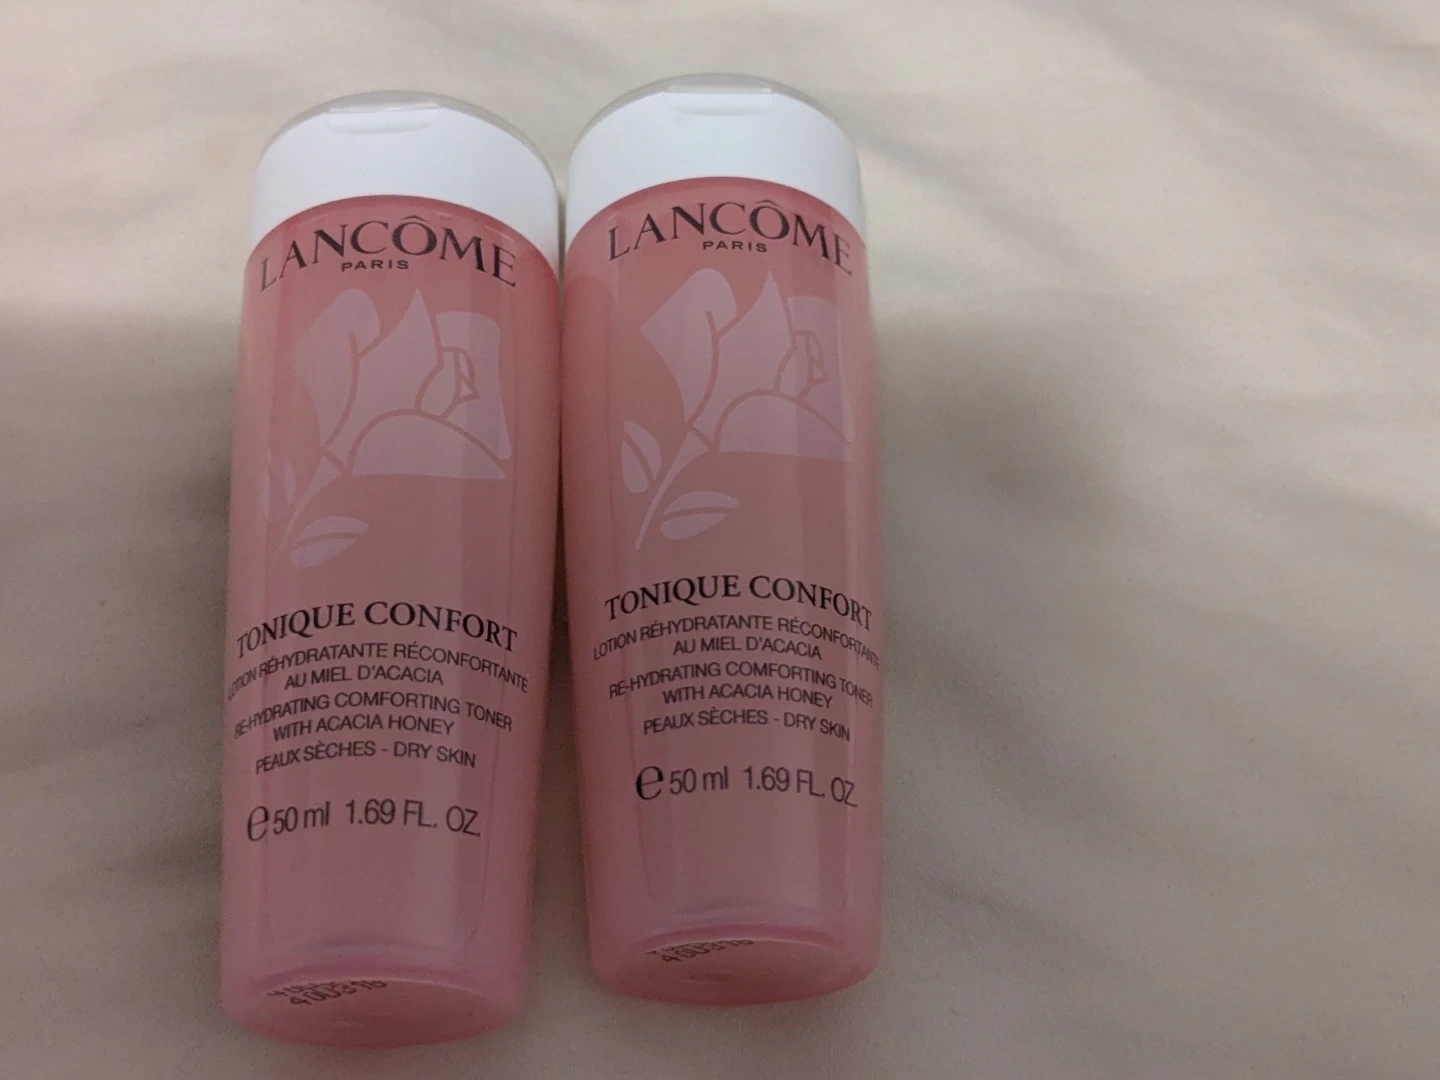 LANCÔME
PARIS
TONIQUE CONFORT
LOTION RÉHYDRATANTE RÉCONFORTANTE
AU MIEL D'ACACIA
RE-HYDRATING COMFORTING TONER
WITH ACACIA HONEY
PEAUX SÈCHES - DRY SKIN
℮ 50 ml 1.69 FL. OZ.
LANCÔME
PARIS
TONIQUE CONFORT
LOTION RÉHYDRATANTE RÉCONFORTANTE
AU MIEL D'ACACIA
RE-HYDRATING COMFORTING TONER
WITH ACACIA HONEY
PEAUX SÈCHES - DRY SKIN
℮ 50 ml 1.69 FL. OZ.